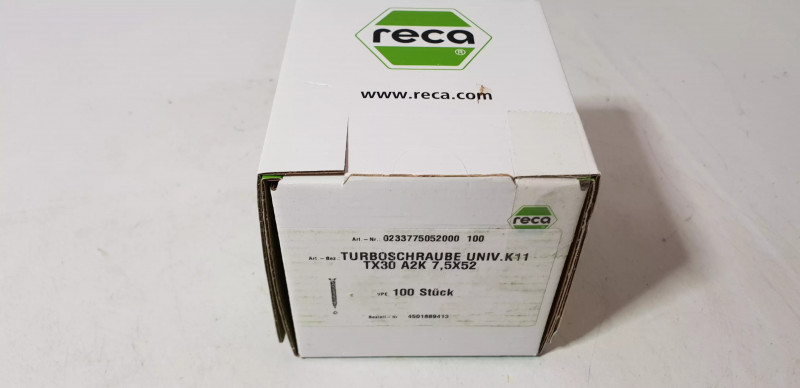 reca
®
www.reca.com
reca
Art.-Nr. 0233775052000 100
Art.-Bez. TURBOSCHRAUBE UNIV.K11
TX30 A2K 7,5X52
VPE 100 Stück